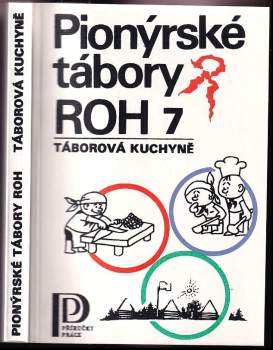 PIONÝRSKÉ TÁBORY ROH TÁBOROVÁ KUCHYNĚ
Pionýrské
tábory
ROH 7
TÁBOROVÁ KUCHYNĚ
PŘÍRUČKY
PRÁCE